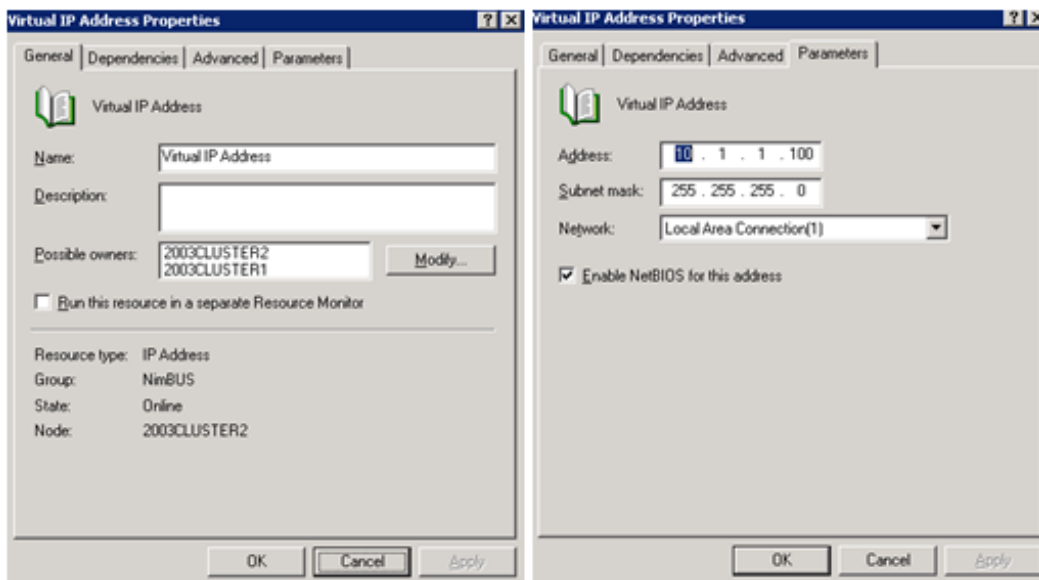 Virtual IP Address Properties
General Dependencies Advanced Parameters
Virtual IP Address
Name: Virtual IP Address
Description:
Possible owners: 2003CLUSTER2
2003CLUSTER1
Modify...
Run this resource in a separate Resource Monitor
Resource type: IP Address
Group: NimBUS
State: Online
Node: 2003CLUSTER2
OK Cancel Apply
Virtual IP Address Properties
General Dependencies Advanced Parameters
Virtual IP Address
Address: 10 . 1 . 1 . 100
Subnet mask: 255 . 255 . 255 . 0
Network: Local Area Connection(1)
Enable NetBIOS for this address
OK Cancel Apply